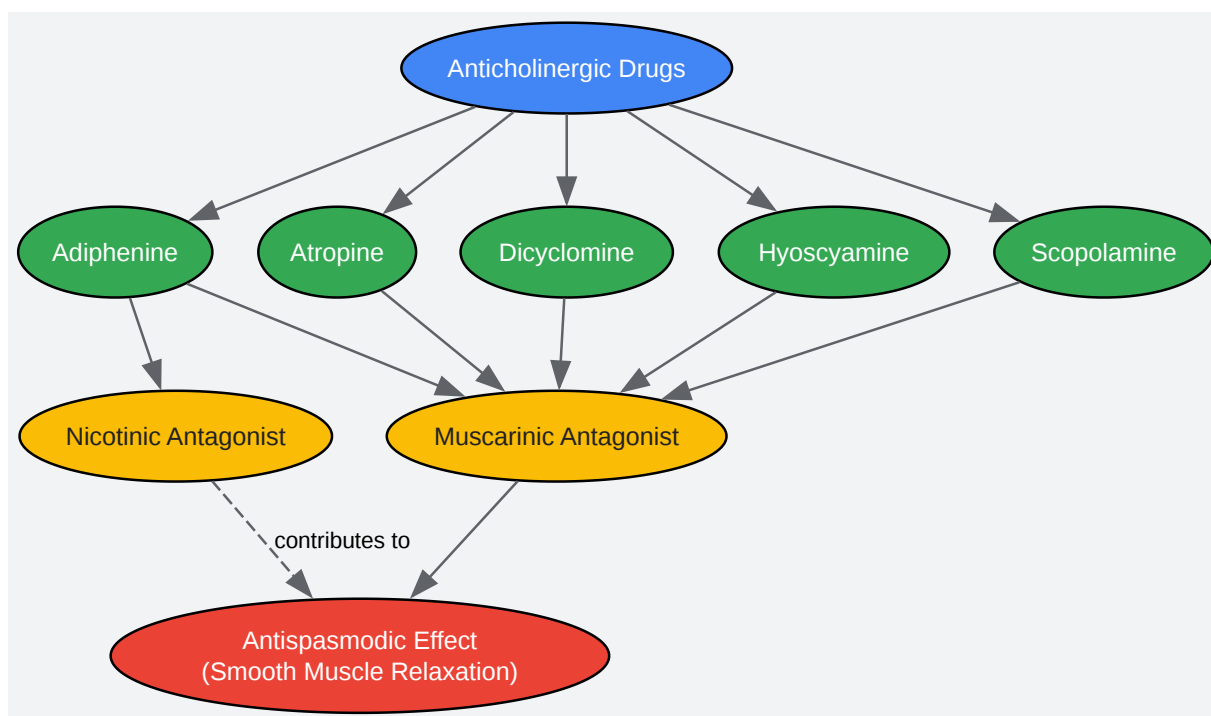 Anticholinergic Drugs
Adiphenine
Atropine
Dicyclomine
Hyoscyamine
Scopolamine
Nicotinic Antagonist
Muscarinic Antagonist
contributes to
Antispasmodic Effect
(Smooth Muscle Relaxation)